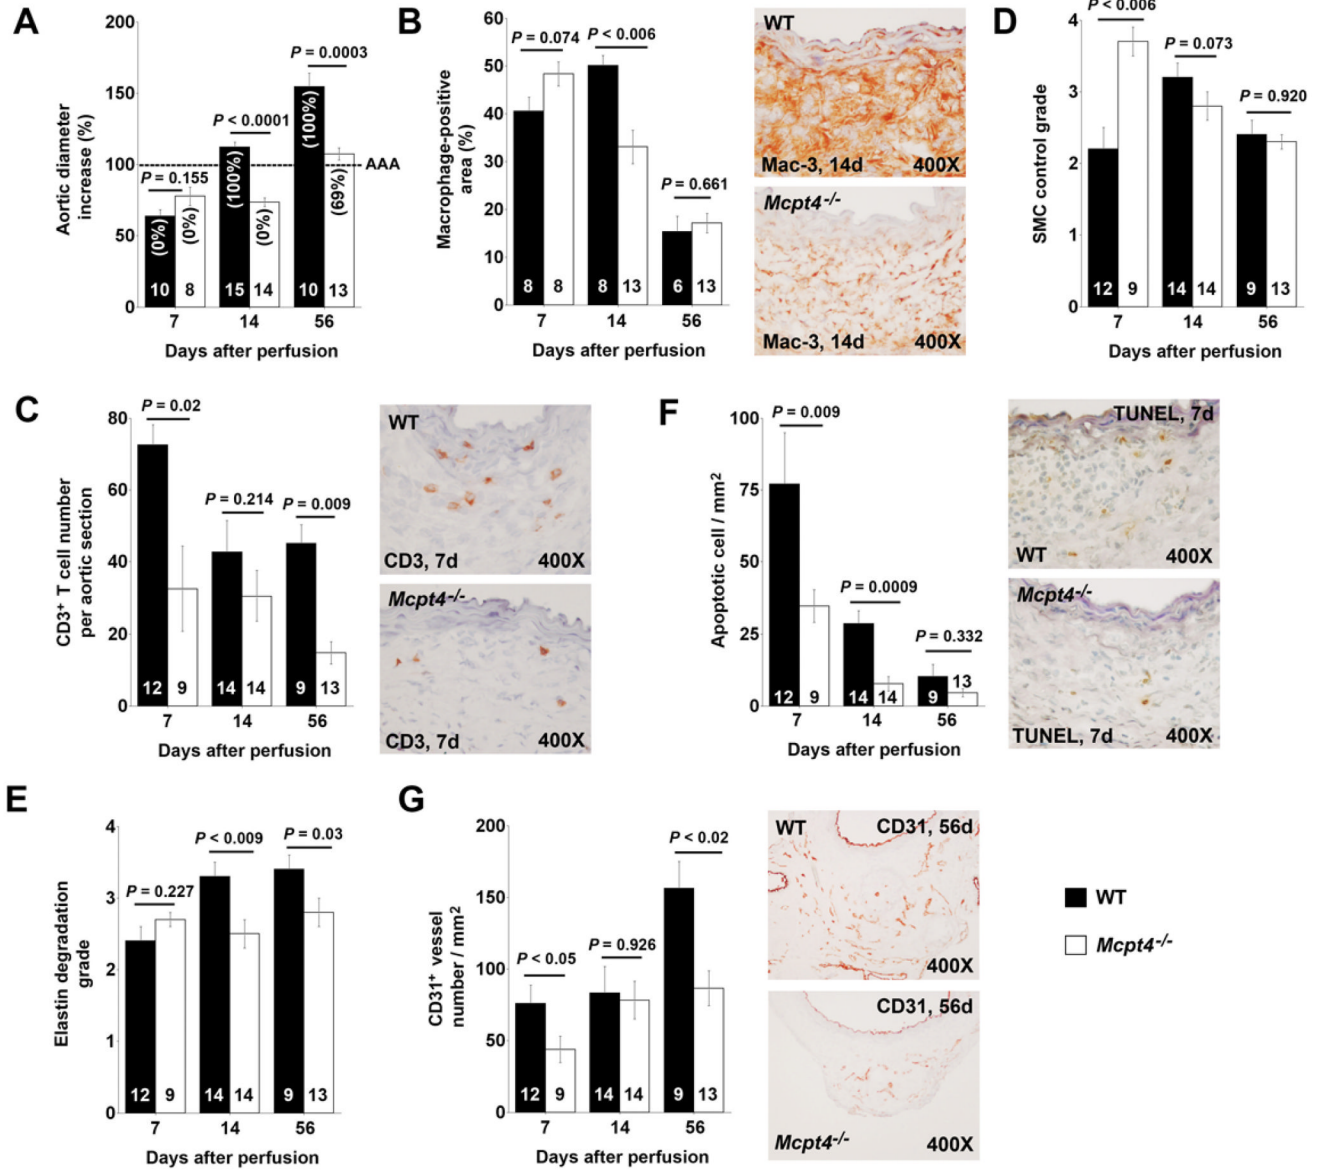 A
200
150
100
50
0
Aortic diameter
increase (%)
P = 0.155
P < 0.0001
P = 0.0003
AAA
(0%)
(0%)
(100%)
(0%)
(100%)
(69%)
10
8
15
14
10
13
7
14
56
Days after perfusion
B
60
50
40
30
20
10
0
Macrophage-positive
area (%)
P = 0.074
P < 0.006
P = 0.661
8
8
8
13
6
13
7
14
56
Days after perfusion
WT
Mac-3, 14d
400X
Mcpt4-/-
Mac-3, 14d
400X
D
4
3
2
1
0
SMC control grade
P < 0.006
P = 0.073
P = 0.920
12
9
14
14
9
13
7
14
56
Days after perfusion
C
80
60
40
20
0
CD3+ T cell number
per aortic section
P = 0.02
P = 0.214
P = 0.009
12
9
14
14
9
13
7
14
56
Days after perfusion
WT
CD3, 7d
400X
Mcpt4-/-
CD3, 7d
400X
F
100
75
50
25
0
Apoptotic cell / mm2
P = 0.009
P = 0.0009
P = 0.332
12
9
14
14
9
13
7
14
56
Days after perfusion
TUNEL, 7d
WT
400X
Mcpt4-/-
TUNEL, 7d
400X
E
4
3
2
1
0
Elastin degradation
grade
P = 0.227
P < 0.009
P = 0.03
12
9
14
14
9
13
7
14
56
Days after perfusion
G
200
150
100
50
0
CD31+ vessel
number / mm2
P < 0.05
P = 0.926
P < 0.02
12
9
14
14
9
13
7
14
56
Days after perfusion
WT
CD31, 56d
400X
CD31, 56d
Mcpt4-/-
400X
WT
Mcpt4-/-